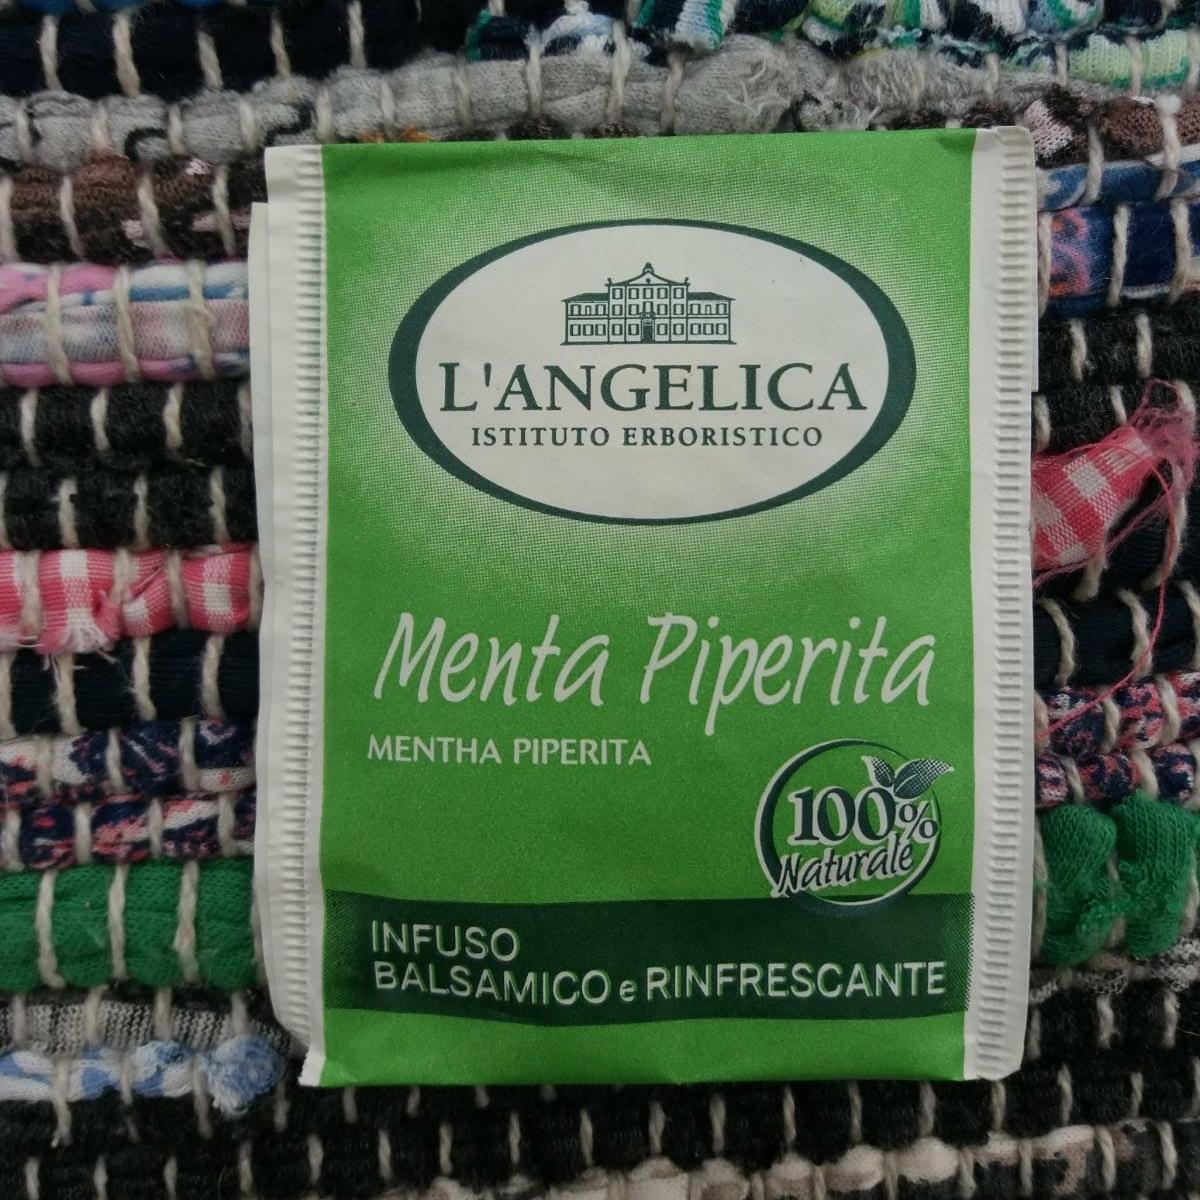 L'ANGELICA
ISTITUTO ERBORISTICO
Menta Piperita
MENTHA PIPERITA
100%
Naturale
INFUSO
BALSAMICO e RINFRESCANTE